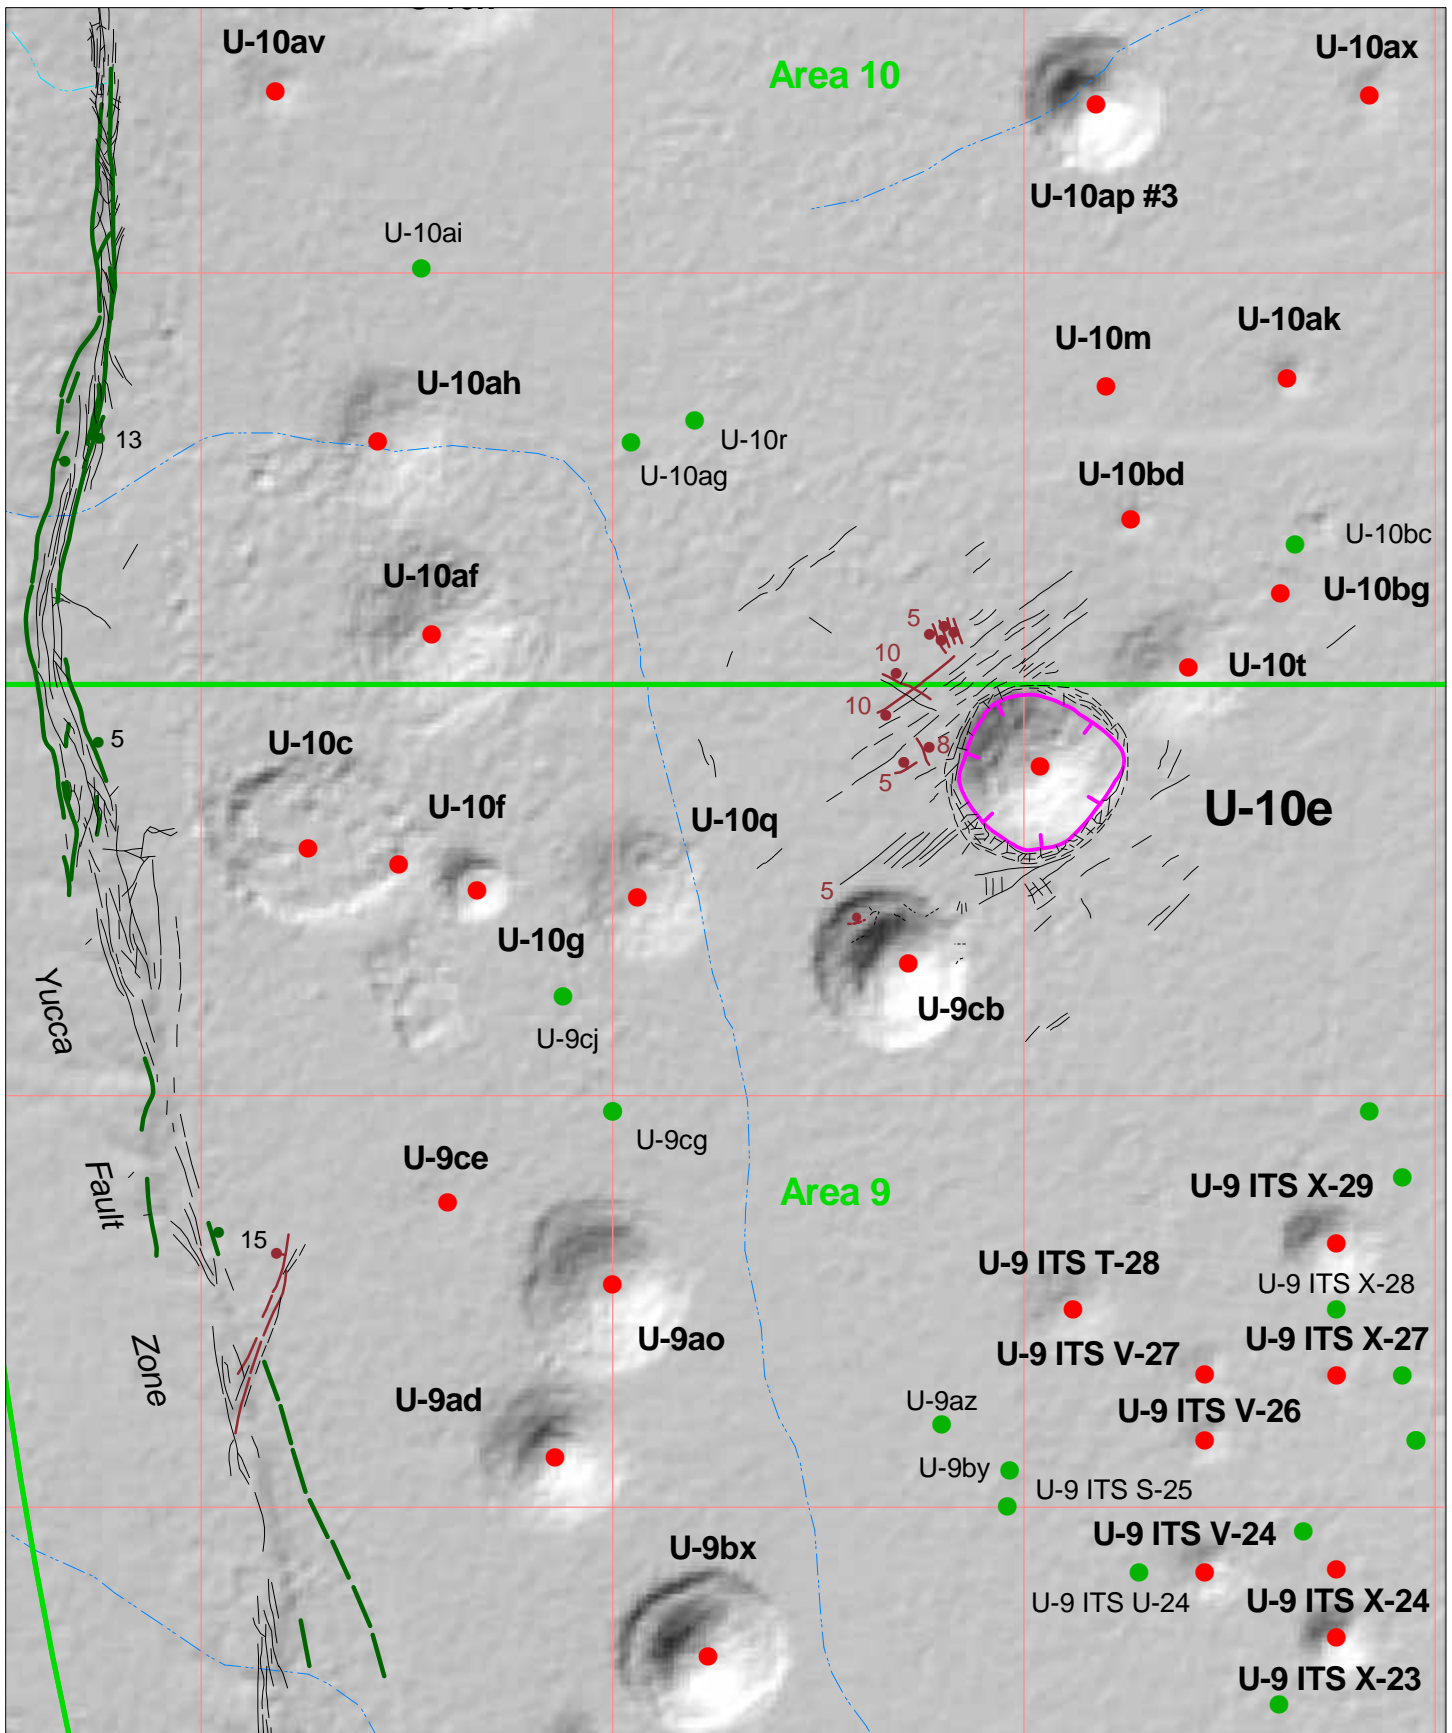 U-10av
Area 10
U-10ax
U-10ap #3
U-10ai
U-10m
U-10ak
U-10ah
13
U-10r
U-10ag
U-10bd
U-10bc
U-10af
U-10bg
5
10
U-10t
10
5
U-10c
8
5
U-10f
U-10q
U-10e
5
U-10g
Yucca
U-9cb
U-9cj
U-9cg
U-9ce
Fault
Area 9
U-9 ITS X-29
15
U-9 ITS T-28
U-9 ITS X-28
U-9ao
U-9 ITS X-27
U-9 ITS V-27
Zone
U-9ad
U-9az
U-9 ITS V-26
U-9by
U-9 ITS S-25
U-9 ITS V-24
U-9bx
U-9 ITS U-24
U-9 ITS X-24
U-9 ITS X-23